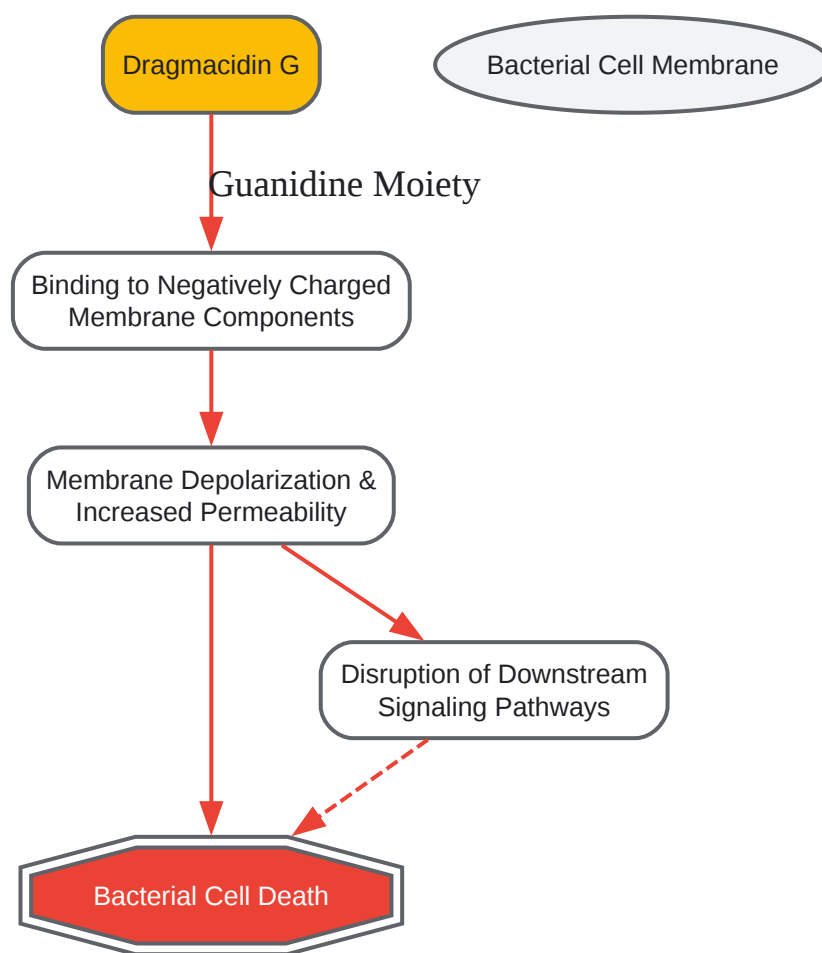 Dragmacidin G
Bacterial Cell Membrane
Guanidine Moiety
Binding to Negatively Charged
Membrane Components
Membrane Depolarization &
Increased Permeability
Disruption of Downstream
Signaling Pathways
Bacterial Cell Death